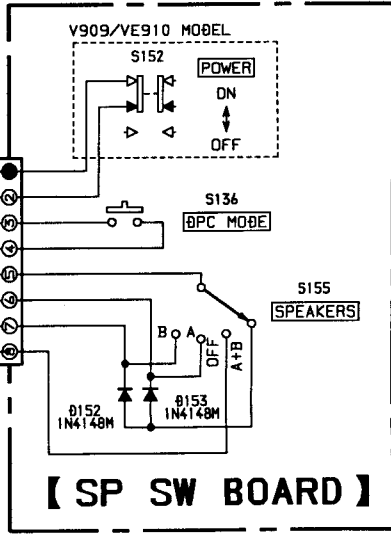 V909/VE910 MODEL
S152
POWER
ON
OFF
2
3
4
5
6
7
8
S136
DPC MODE
S155
SPEAKERS
B
A
OFF
A+B
D152
1N4148M
D153
1N4148M
【 SP SW BOARD 】